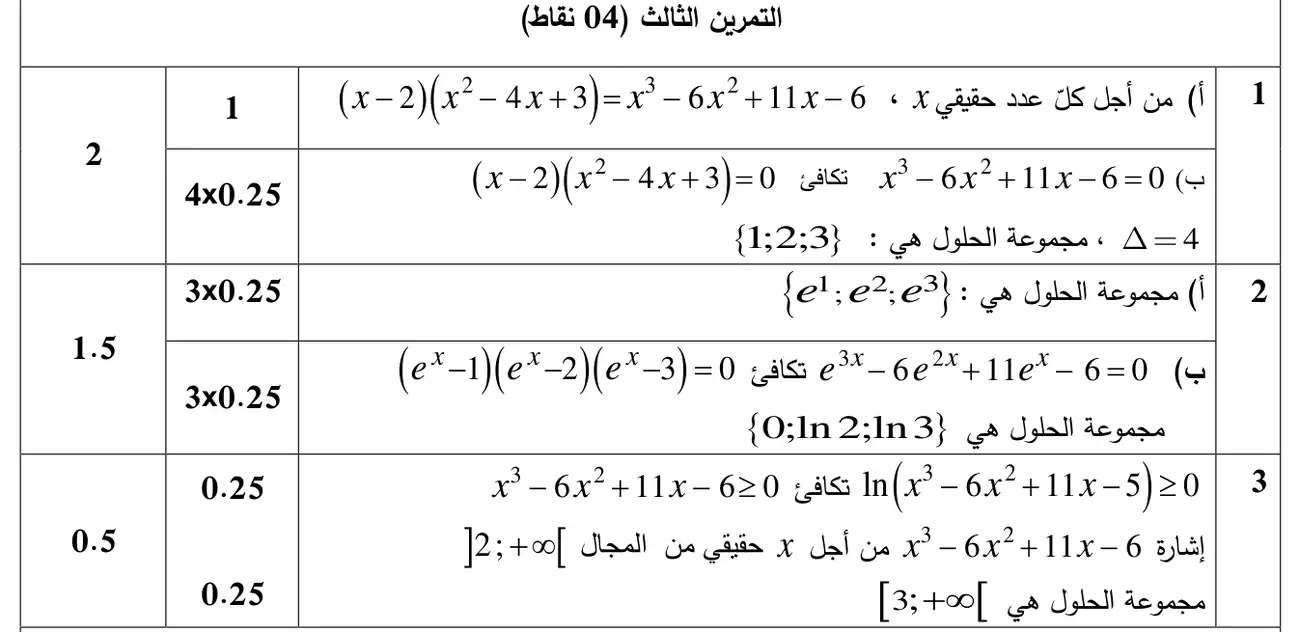 التمرين الثالث (04 نقاط)
1
أ) من أجل كلّ عدد حقيقي x ، (x − 2)(x² − 4x + 3) = x³ − 6x² + 11x − 6
1
2
ب) x³ − 6x² + 11x − 6 = 0 تكافئ (x − 2)(x² − 4x + 3) = 0
Δ = 4 ، مجموعة الحلول هي : {1;2;3}
4x0.25
2
أ) مجموعة الحلول هي : {e¹ ; e² ; e³}
3x0.25
1.5
ب) e³ˣ − 6e²ˣ + 11eˣ − 6 = 0 تكافئ (eˣ−1)(eˣ−2)(eˣ−3) = 0
مجموعة الحلول هي {0;ln 2;ln 3}
3x0.25
3
ln(x³ − 6x² + 11x − 5) ≥ 0 تكافئ x³ − 6x² + 11x − 6 ≥ 0
0.25
0.5
إشارة x³ − 6x² + 11x − 6 من أجل x حقيقي من المجال ]2;+∞[
مجموعة الحلول هي [3;+∞[
0.25